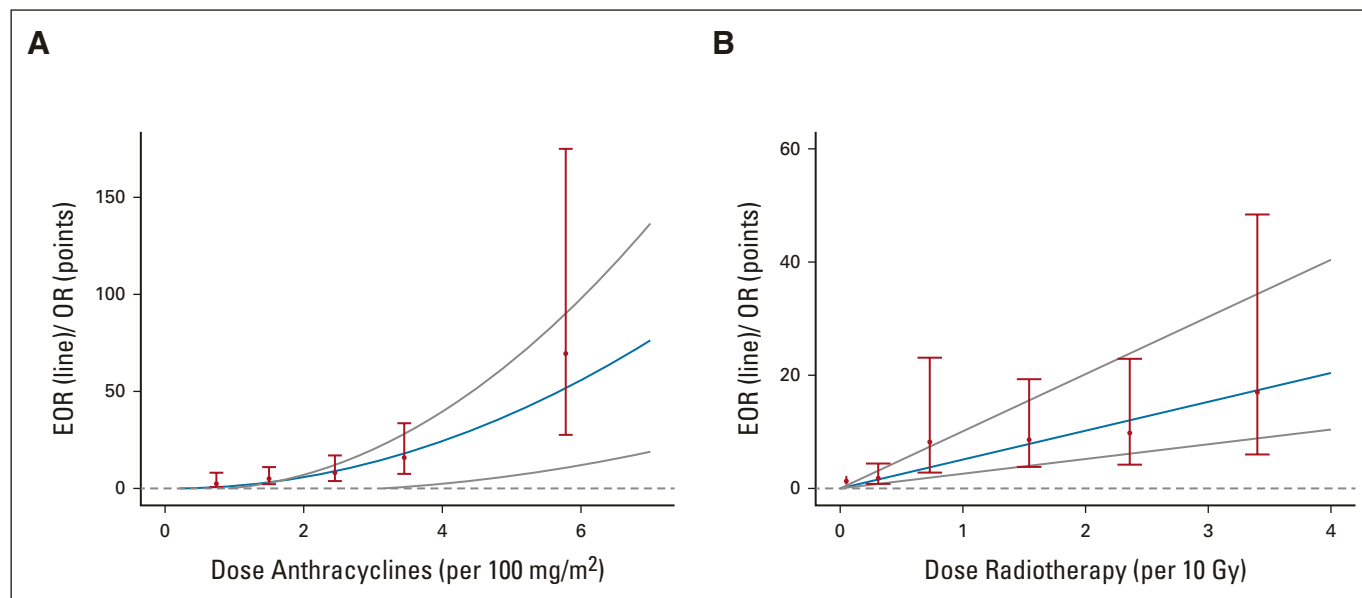 A
EOR (line)/ OR (points)
150
100
50
0
0
2
4
6
Dose Anthracyclines (per 100 mg/m²)
B
EOR (line)/ OR (points)
60
40
20
0
0
1
2
3
4
Dose Radiotherapy (per 10 Gy)